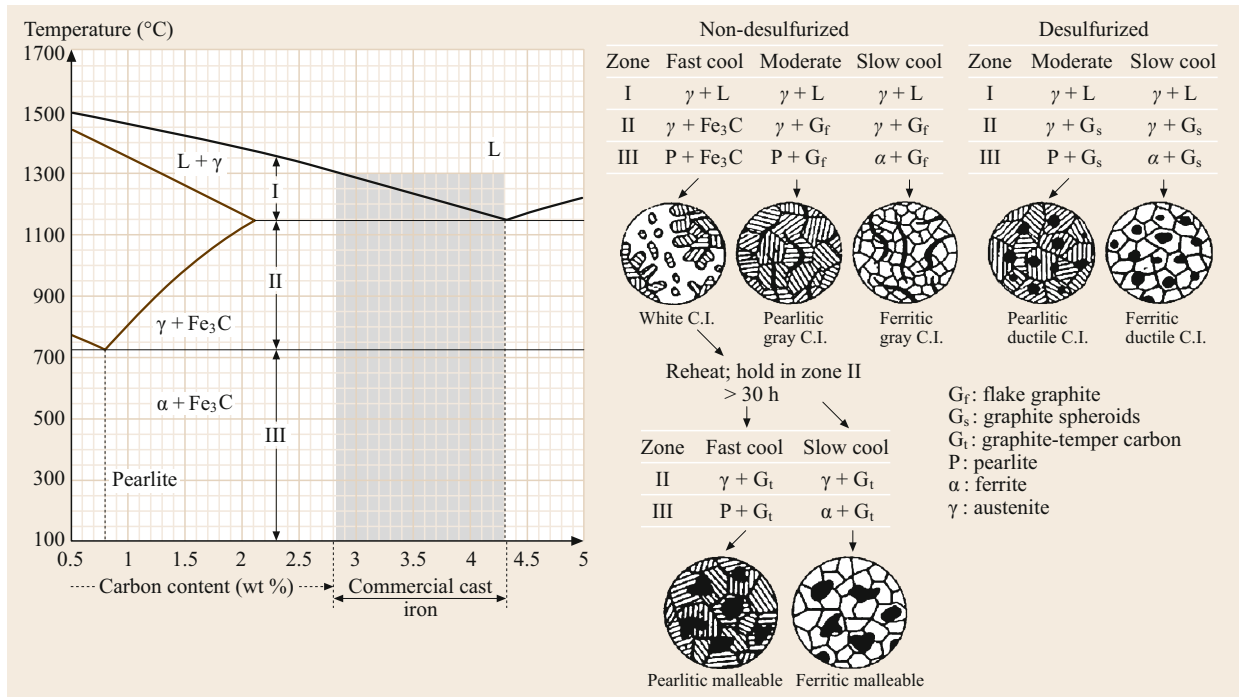 Temperature (°C)
1700
1500
1300
1100
900
700
500
300
100
0.5 1 1.5 2 2.5 3 3.5 4 4.5 5
L
L + γ
I
II
γ + Fe₃C
α + Fe₃C
III
Pearlite
Carbon content (wt %)
Commercial cast
iron
Non-desulfurized
Zone Fast cool Moderate Slow cool
I γ + L γ + L γ + L
II γ + Fe₃C γ + G_f γ + G_f
III P + Fe₃C P + G_f α + G_f
White C.I.
Pearlitic
gray C.I.
Ferritic
gray C.I.
Desulfurized
Zone Moderate Slow cool
I γ + L γ + L
II γ + Gₛ γ + Gₛ
III P + Gₛ α + Gₛ
Pearlitic
ductile C.I.
Ferritic
ductile C.I.
Reheat; hold in zone II
> 30 h
Zone Fast cool Slow cool
II γ + Gₜ γ + Gₜ
III P + Gₜ α + Gₜ
Pearlitic malleable
Ferritic malleable
G_f : flake graphite
Gₛ : graphite spheroids
Gₜ : graphite-temper carbon
P : pearlite
α : ferrite
γ : austenite